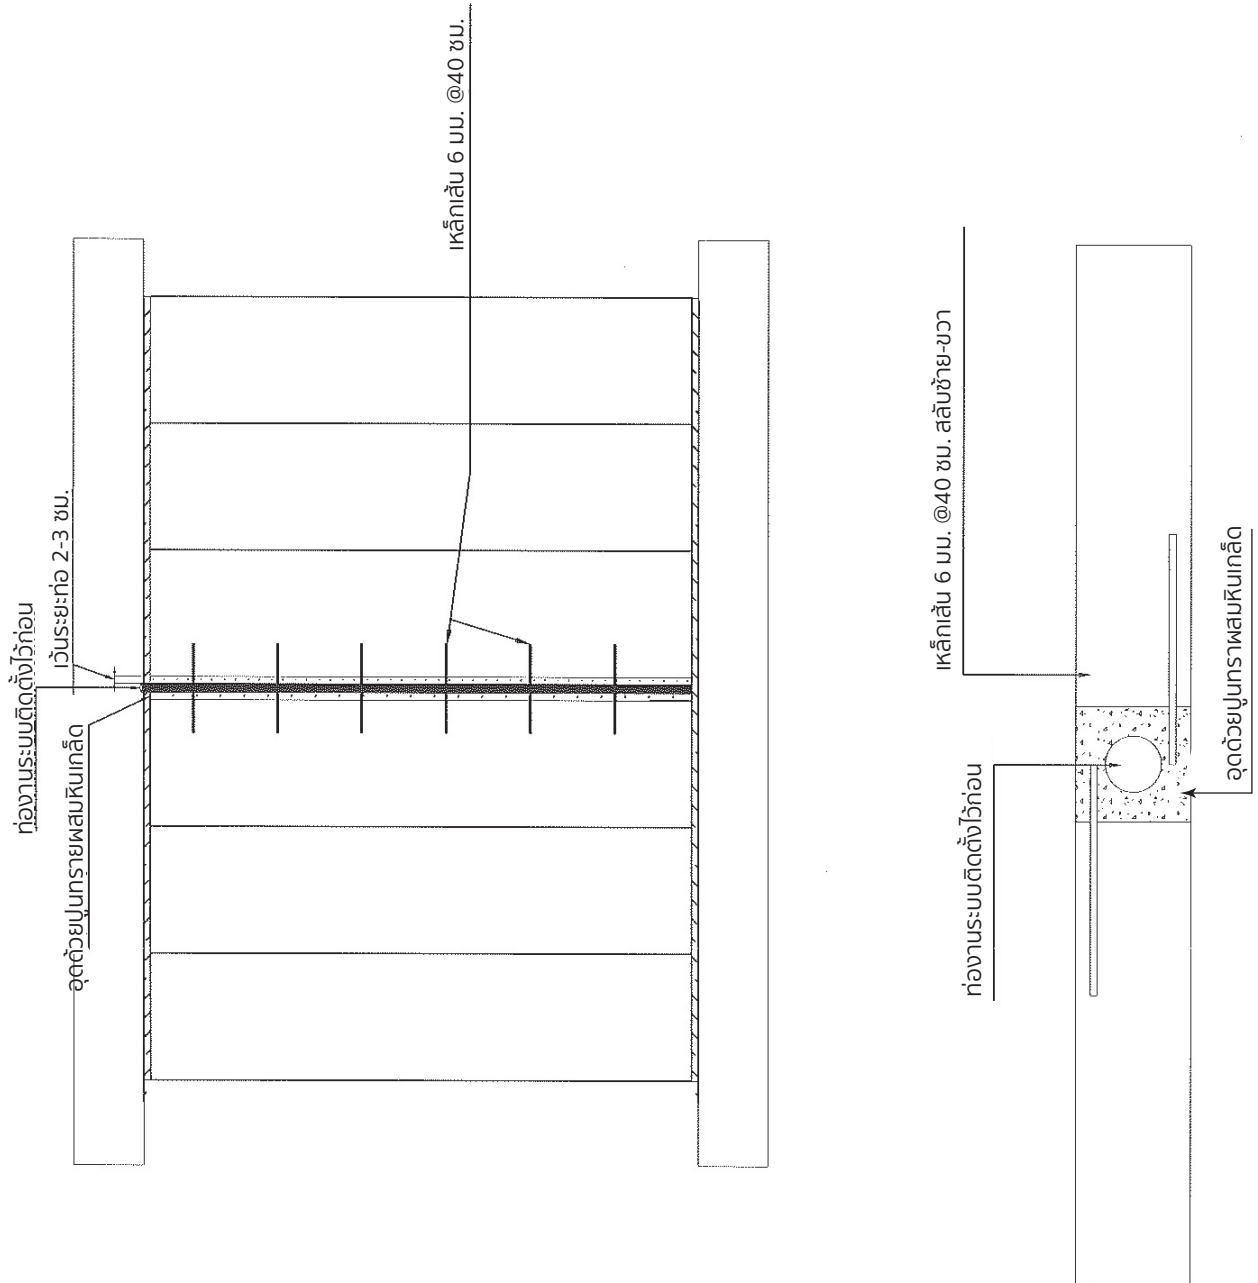 ท่องานระบบติดตั้งไว้ก่อน
เว้นระยะท่อ 2-3 ซม.
อุดด้วยปูนทรายผสมหินเกล็ด
เหล็กเส้น 6 มม. @40 ซม.
เหล็กเส้น 6 มม. @40 ซม. สลับซ้าย-ขวา
ท่องานระบบติดตั้งไว้ก่อน
อุดด้วยปูนทราผสมหินเกล็ด